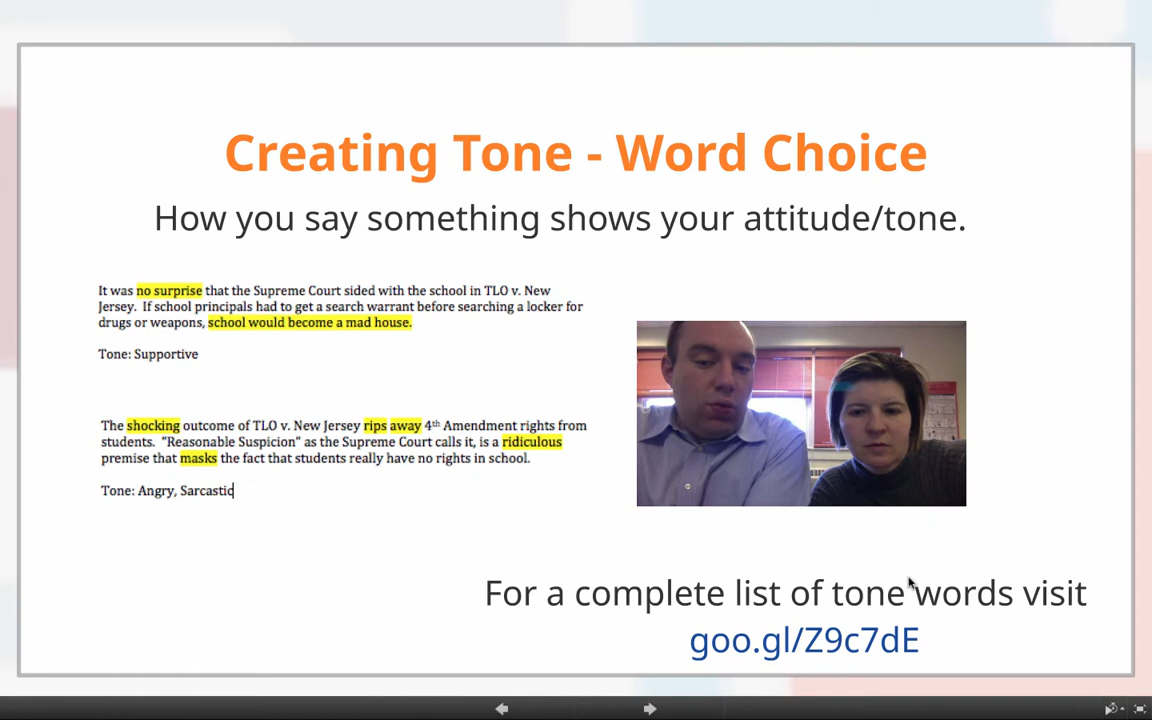 Creating Tone - Word Choice
How you say something shows your attitude/tone.
It was no surprise that the Supreme Court sided with the school in TLO v. New
Jersey.  If school principals had to get a search warrant before searching a locker for
drugs or weapons, school would become a mad house.
Tone: Supportive
The shocking outcome of TLO v. New Jersey rips away 4th Amendment rights from
students.  "Reasonable Suspicion" as the Supreme Court calls it, is a ridiculous
premise that masks the fact that students really have no rights in school.
Tone: Angry, Sarcastic
For a complete list of tone words visit
goo.gl/Z9c7dE